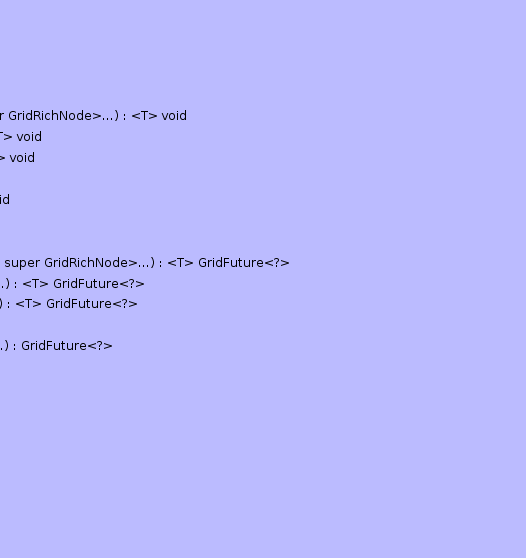 r GridRichNode>...) : <T> void
T> void
> void
id
super GridRichNode>...) : <T> GridFuture<?>
.) : <T> GridFuture<?>
) : <T> GridFuture<?>
.) : GridFuture<?>